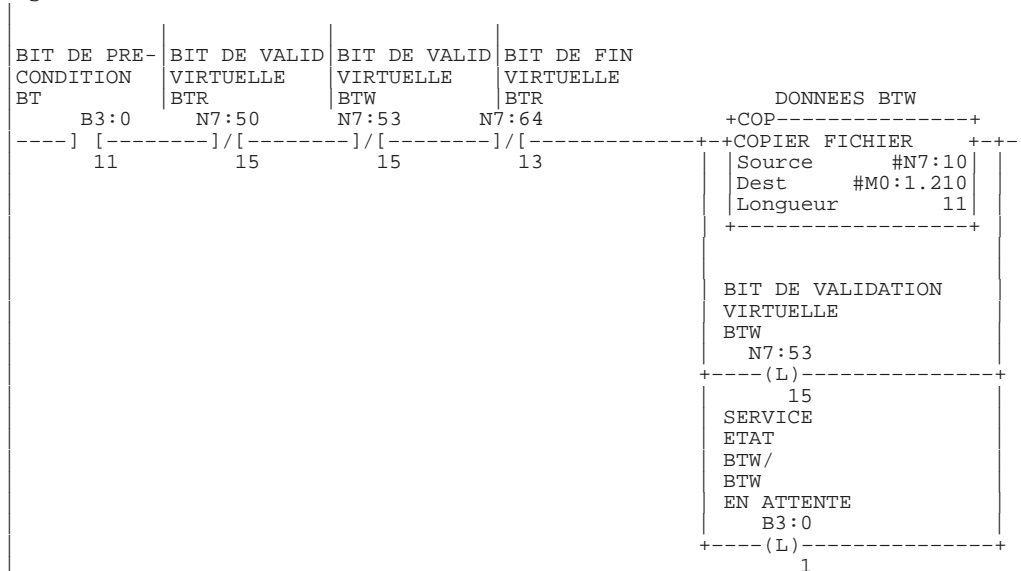 BIT DE PRE- BIT DE VALID BIT DE VALID BIT DE FIN
CONDITION VIRTUELLE VIRTUELLE VIRTUELLE
BT BTR BTW BTR DONNEES BTW
B3:0 N7:50 N7:53 N7:64 +COP---------------+
----] [--------]/[--------]/[--------]/[-------------+-+COPIER FICHIER +-+-
11 15 15 13 Source #N7:10
Dest #M0:1.210
Longueur 11
+------------------+
BIT DE VALIDATION
VIRTUELLE
BTW
N7:53
+----(L)---------------+
15
SERVICE
ETAT
BTW/
BTW
EN ATTENTE
B3:0
+----(L)---------------+
1